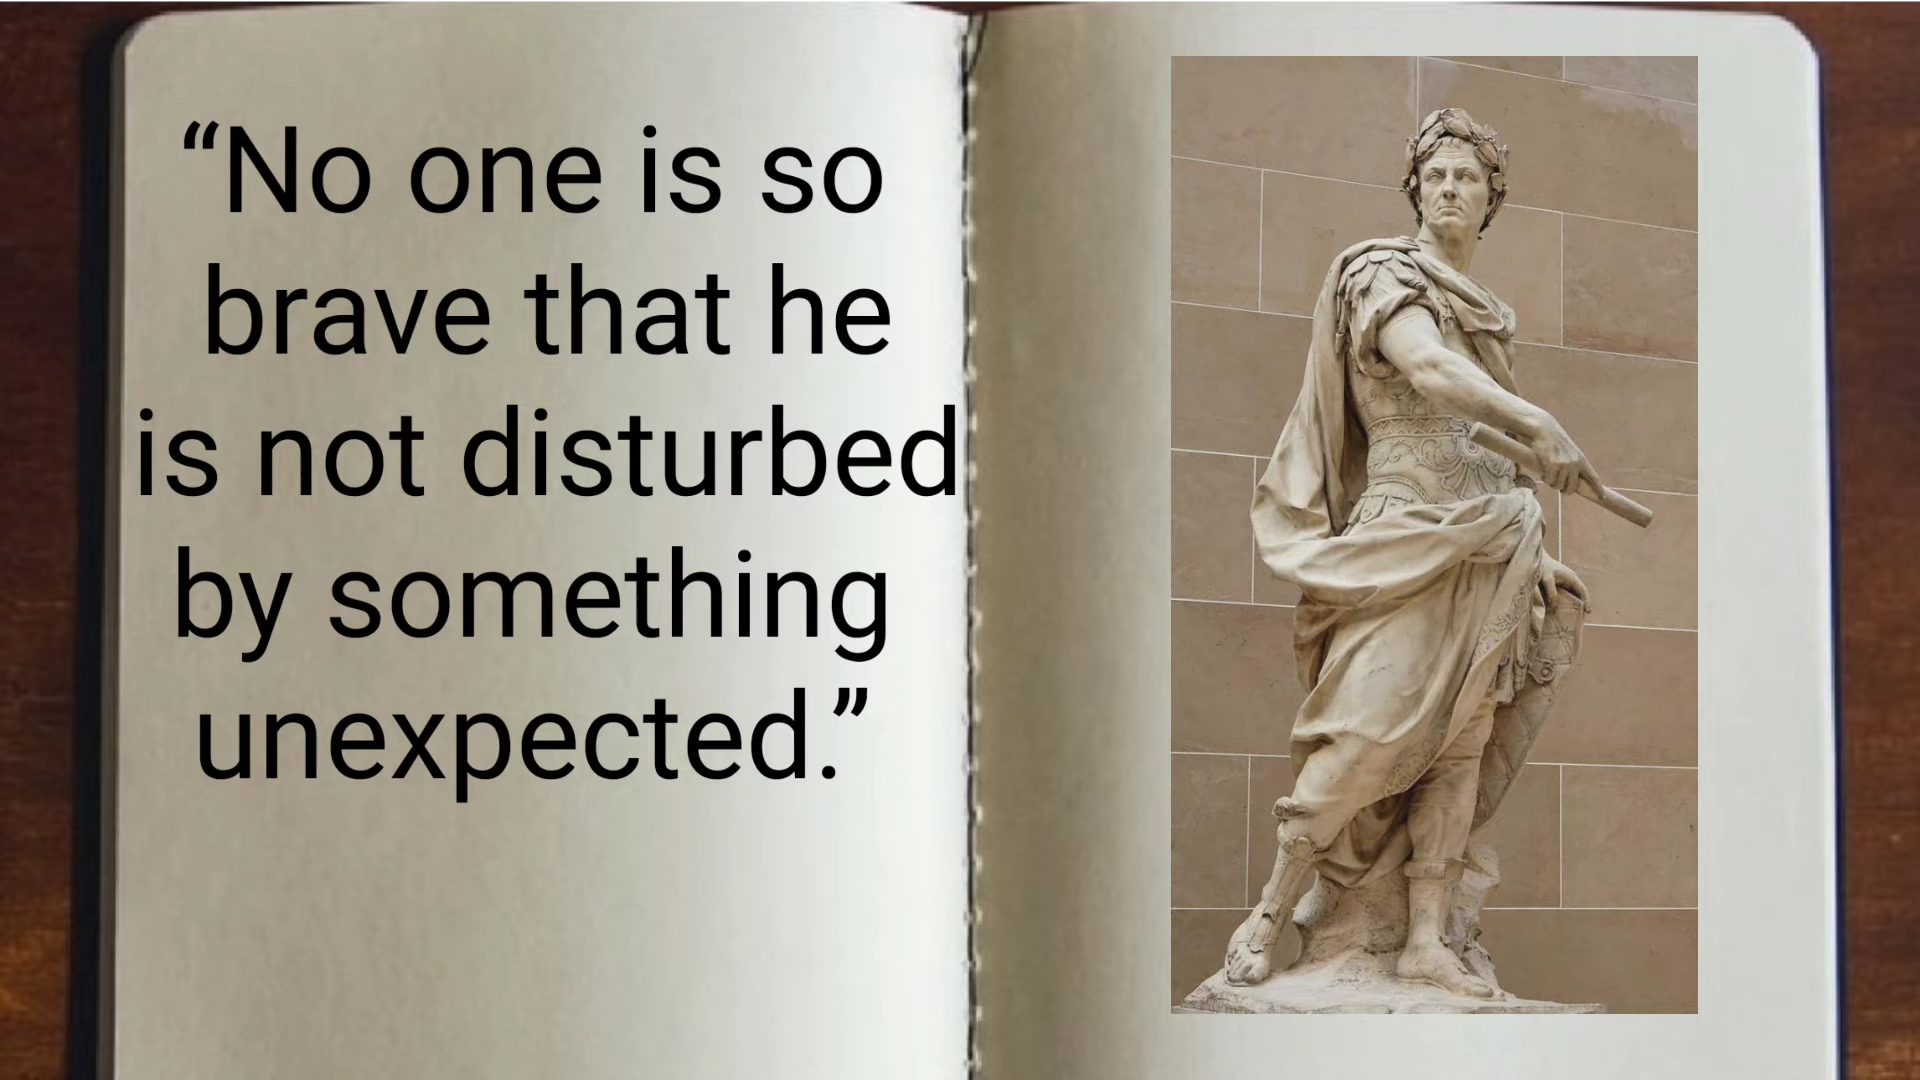 “No one is so
brave that he
is not disturbed
by something
unexpected.”